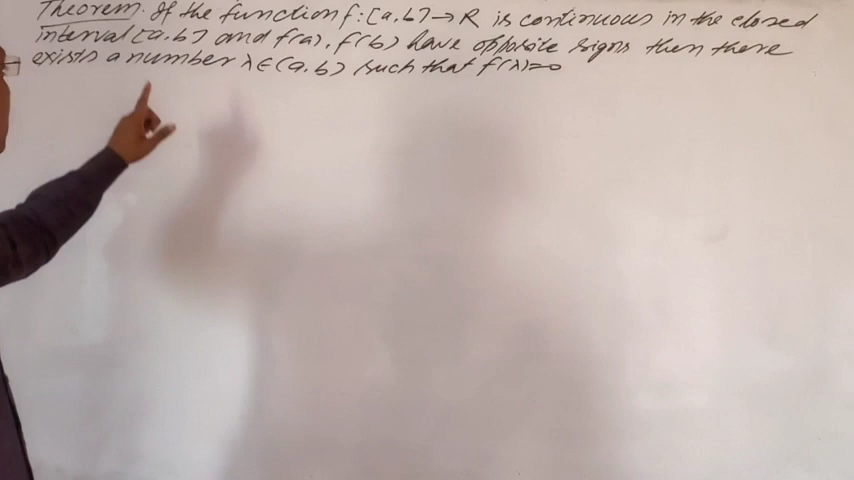 Theorem. If the function f: [a,b] → R is continuous in the closed
interval [a,b] and f(a), f(b) have opposite signs then there
exists a number λ∈(a,b) such that f(λ)=0